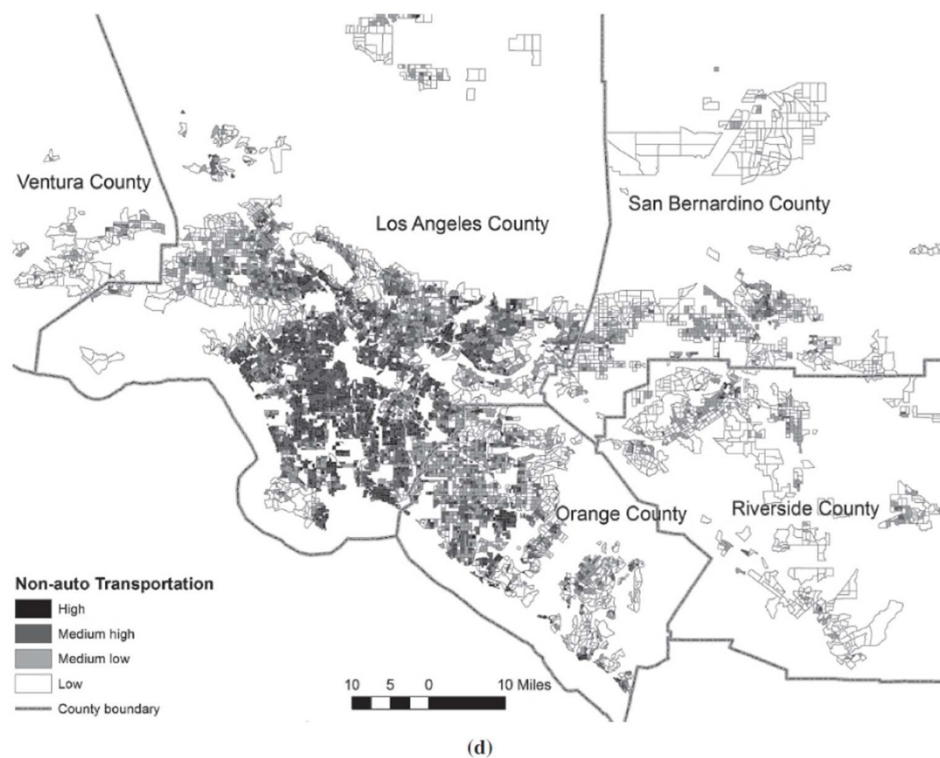 Ventura County
Los Angeles County
San Bernardino County
Orange County
Riverside County
Non-auto Transportation
High
Medium high
Medium low
Low
County boundary
10 5 0 10 Miles
(d)